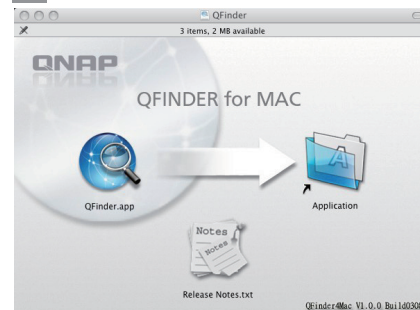 QFinder
3 items, 2 MB available
QNAP
QFINDER for MAC
A
QFinder.app
Application
Notes
Notes
Release Notes.txt
QFinder4Mac V1.0.0 Build0308